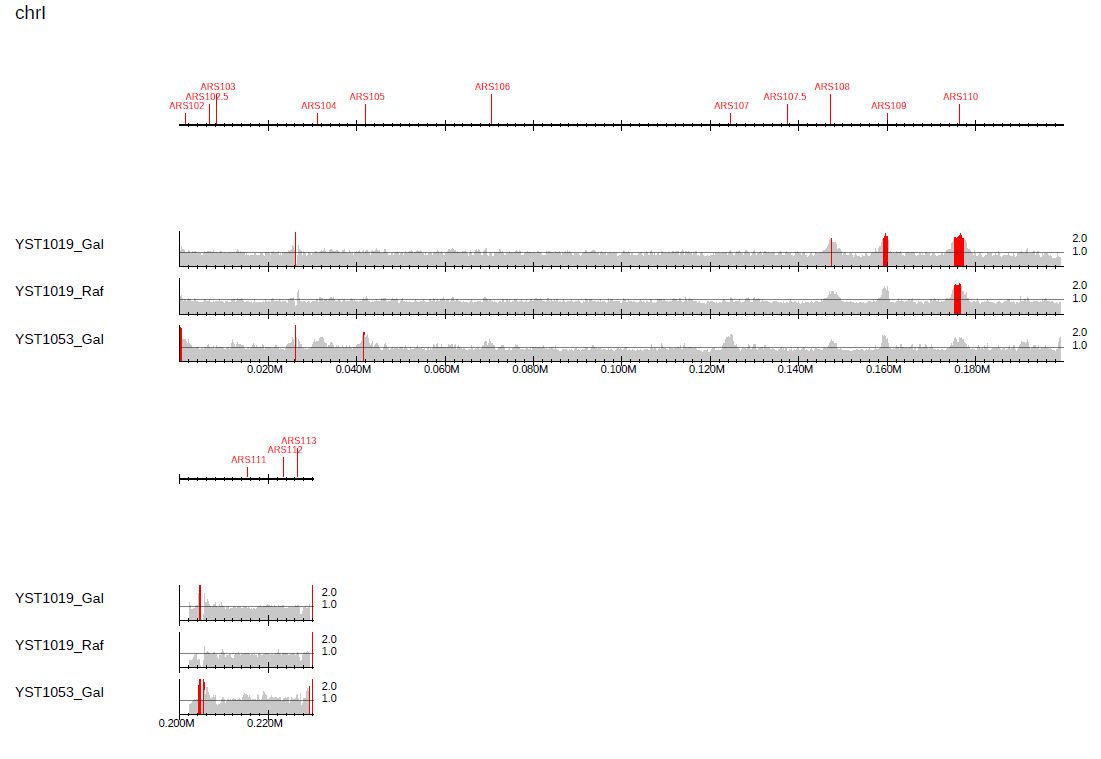 chrI
ARS103
ARS102.5
ARS102
ARS104
ARS105
ARS106
ARS107
ARS107.5
ARS108
ARS109
ARS110
YST1019_Gal
2.0
1.0
YST1019_Raf
2.0
1.0
YST1053_Gal
2.0
1.0
0.020M 0.040M 0.060M 0.080M 0.100M 0.120M 0.140M 0.160M 0.180M
ARS113
ARS112
ARS111
YST1019_Gal
2.0
1.0
YST1019_Raf
2.0
1.0
YST1053_Gal
2.0
1.0
0.200M 0.220M